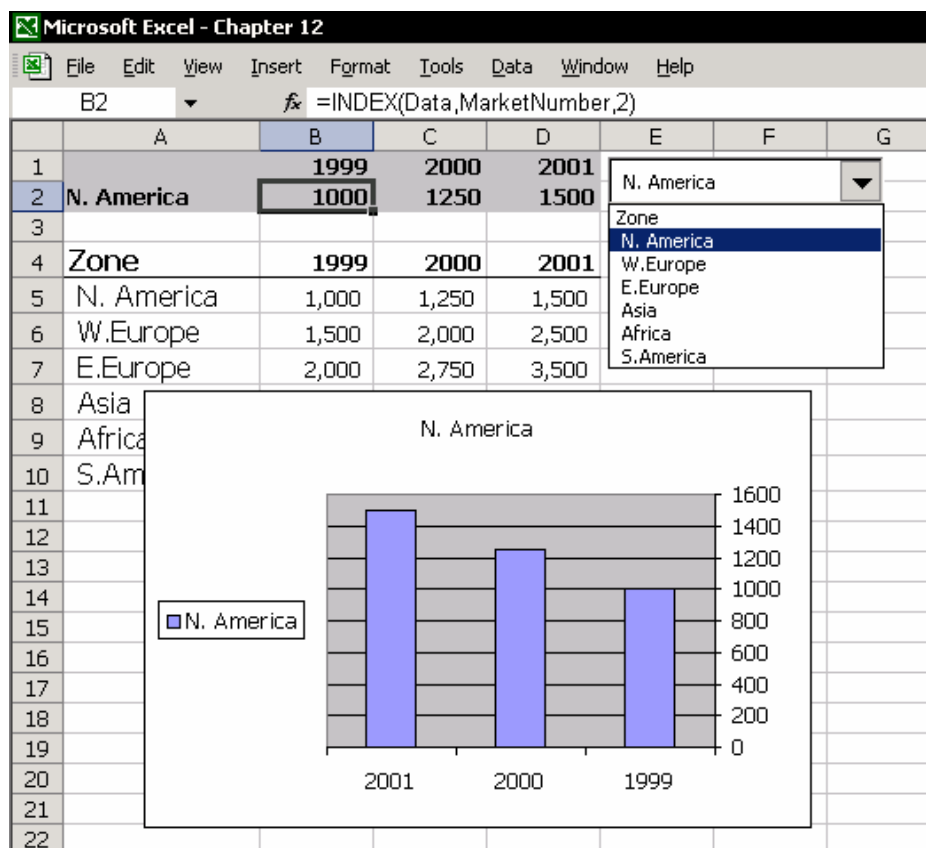 Microsoft Excel - Chapter 12
File Edit View Insert Format Tools Data Window Help
B2 fx =INDEX(Data,MarketNumber,2)
A B C D E F G
1 1999 2000 2001
2 N. America 1000 1250 1500
N. America
3
Zone
N. America
W.Europe
E.Europe
Asia
Africa
S.America
4 Zone 1999 2000 2001
5 N. America 1,000 1,250 1,500
6 W.Europe 1,500 2,000 2,500
7 E.Europe 2,000 2,750 3,500
8 Asia
9 Africa
10 S.Am
11
12
13
14
15
16
17
18
19
20
21
22
N. America
N. America
1600
1400
1200
1000
800
600
400
200
0
2001 2000 1999